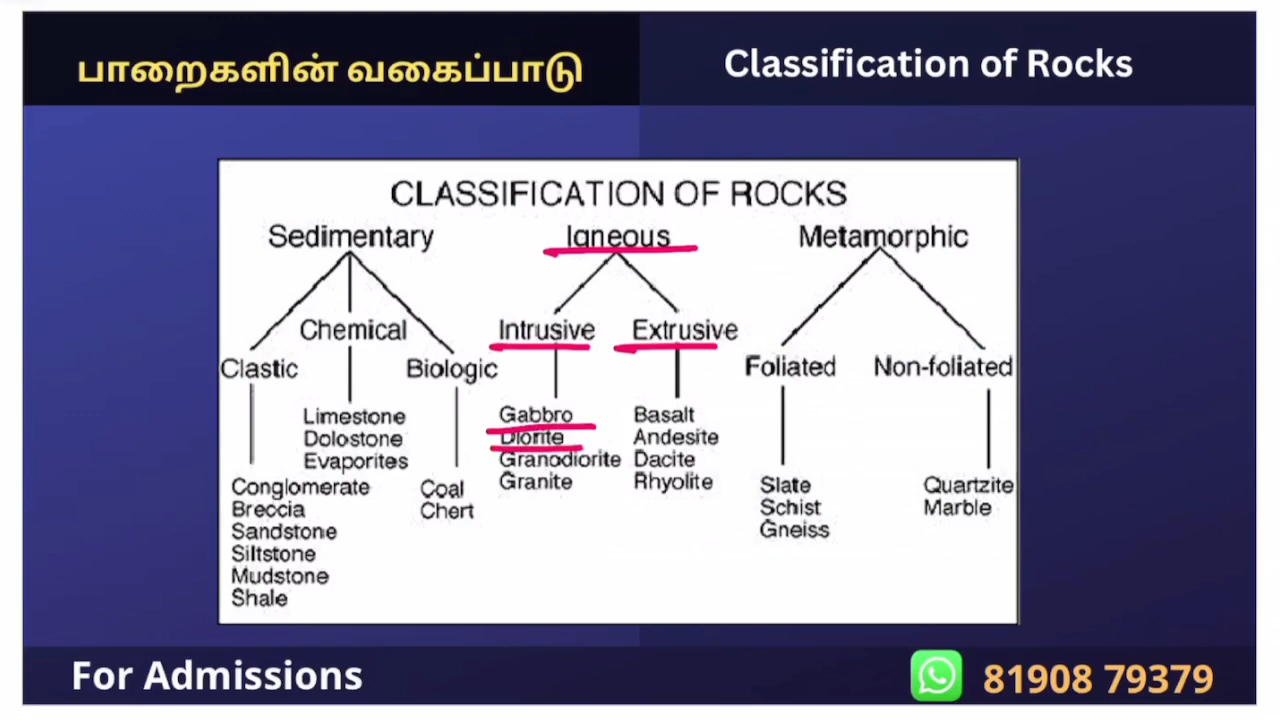 பாறைகளின் வகைப்பாடு
Classification of Rocks
CLASSIFICATION OF ROCKS
Sedimentary
Igneous
Metamorphic
Clastic
Chemical
Biologic
Intrusive
Extrusive
Foliated
Non-foliated
Conglomerate
Breccia
Sandstone
Siltstone
Mudstone
Shale
Limestone
Dolostone
Evaporites
Coal
Chert
Gabbro
Diorite
Granodiorite
Granite
Basalt
Andesite
Dacite
Rhyolite
Slate
Schist
Gneiss
Quartzite
Marble
For Admissions
81908 79379